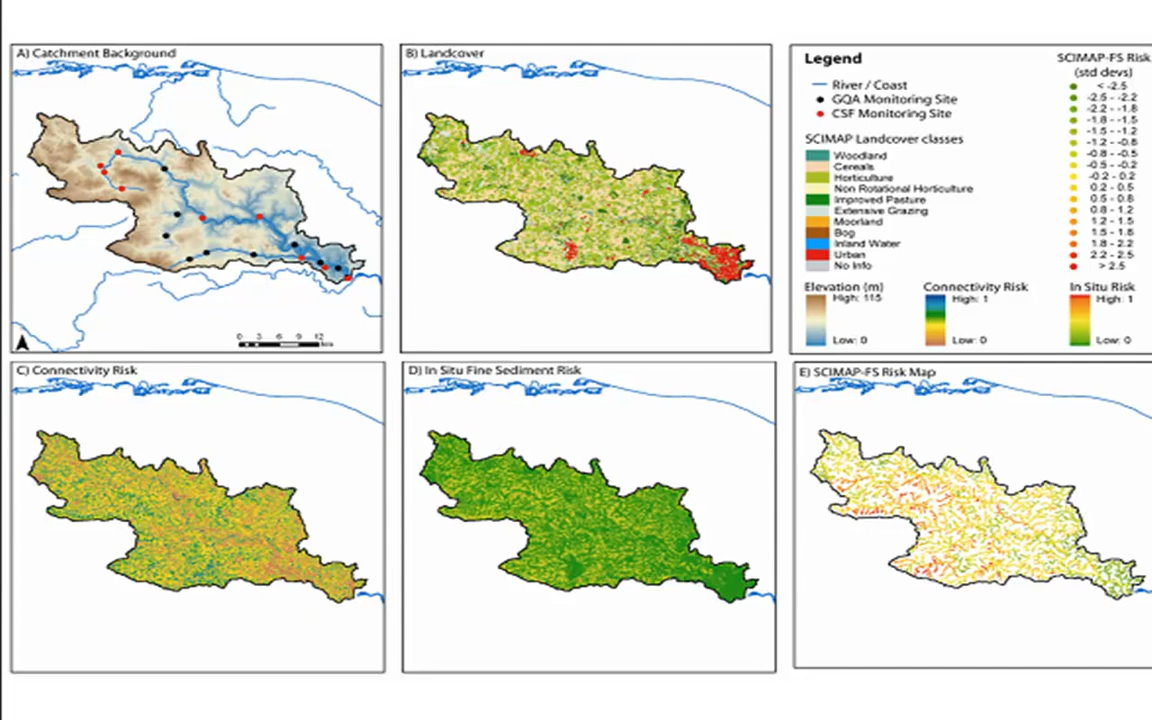 A) Catchment Background
0 3 6 9 12
km
B) Landcover
Legend
River / Coast
GQA Monitoring Site
CSF Monitoring Site
SCIMAP Landcover classes
Woodland
Cereals
Horticulture
Non Rotational Horticulture
Improved Pasture
Extensive Grazing
Moorland
Bog
Inland Water
Urban
No Info
SCIMAP-FS Risk
(std devs)
< -2.5
-2.5 - -2.2
-2.2 - -1.8
-1.8 - -1.5
-1.5 - -1.2
-1.2 - -0.8
-0.8 - -0.5
-0.5 - -0.2
-0.2 - 0.2
0.2 - 0.5
0.5 - 0.8
0.8 - 1.2
1.2 - 1.5
1.5 - 1.8
1.8 - 2.2
2.2 - 2.5
> 2.5
Elevation (m)
High: 115
Low: 0
Connectivity Risk
High: 1
Low: 0
In Situ Risk
High: 1
Low: 0
C) Connectivity Risk
D) In Situ Fine Sediment Risk
E) SCIMAP-FS Risk Map